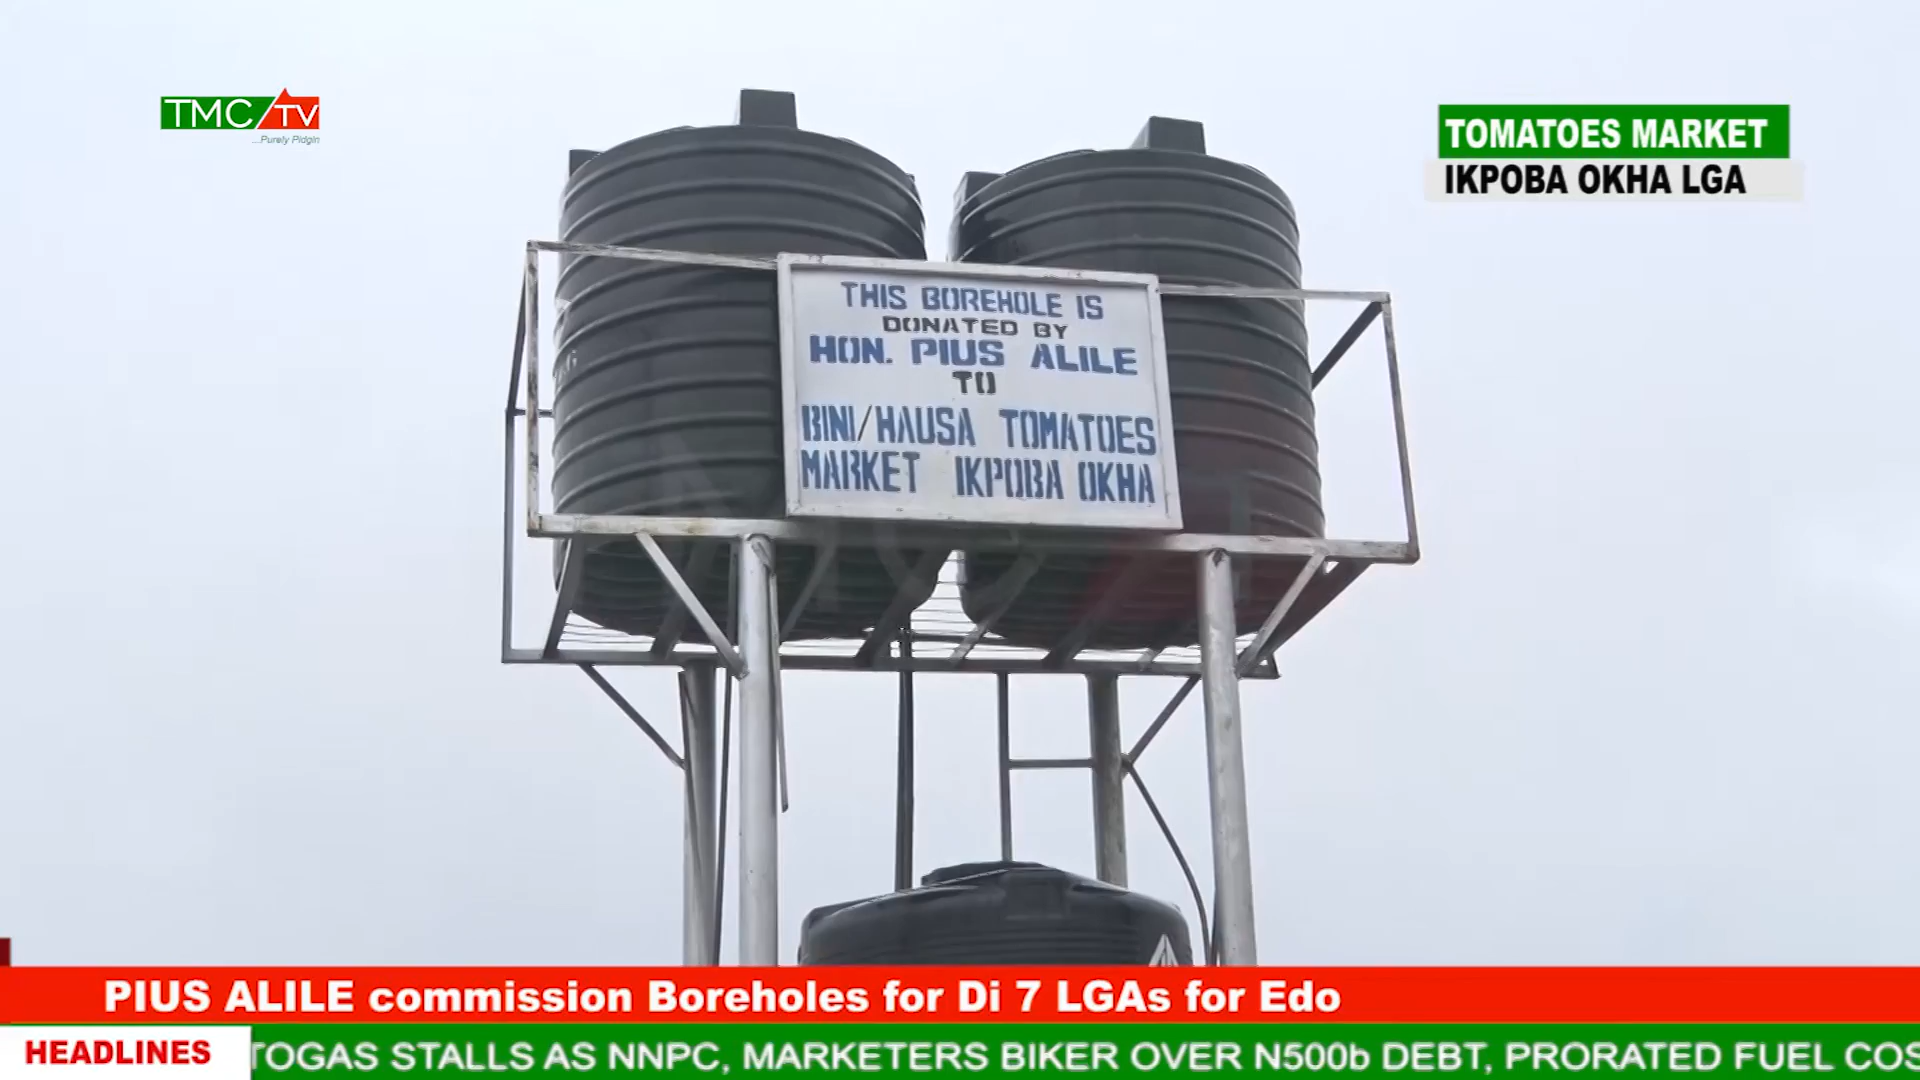 TMC/TV
...Purely Pidgin
TOMATOES MARKET
IKPOBA OKHA LGA
THIS BOREHOLE IS
DONATED BY
HON. PIUS ALILE
TO
BINI/HAUSA TOMATOES
MARKET IKPOBA OKHA
PIUS ALILE commission Boreholes for Di 7 LGAs for Edo
HEADLINES
TOGAS STALLS AS NNPC, MARKETERS BIKER OVER N500b DEBT, PRORATED FUEL COS